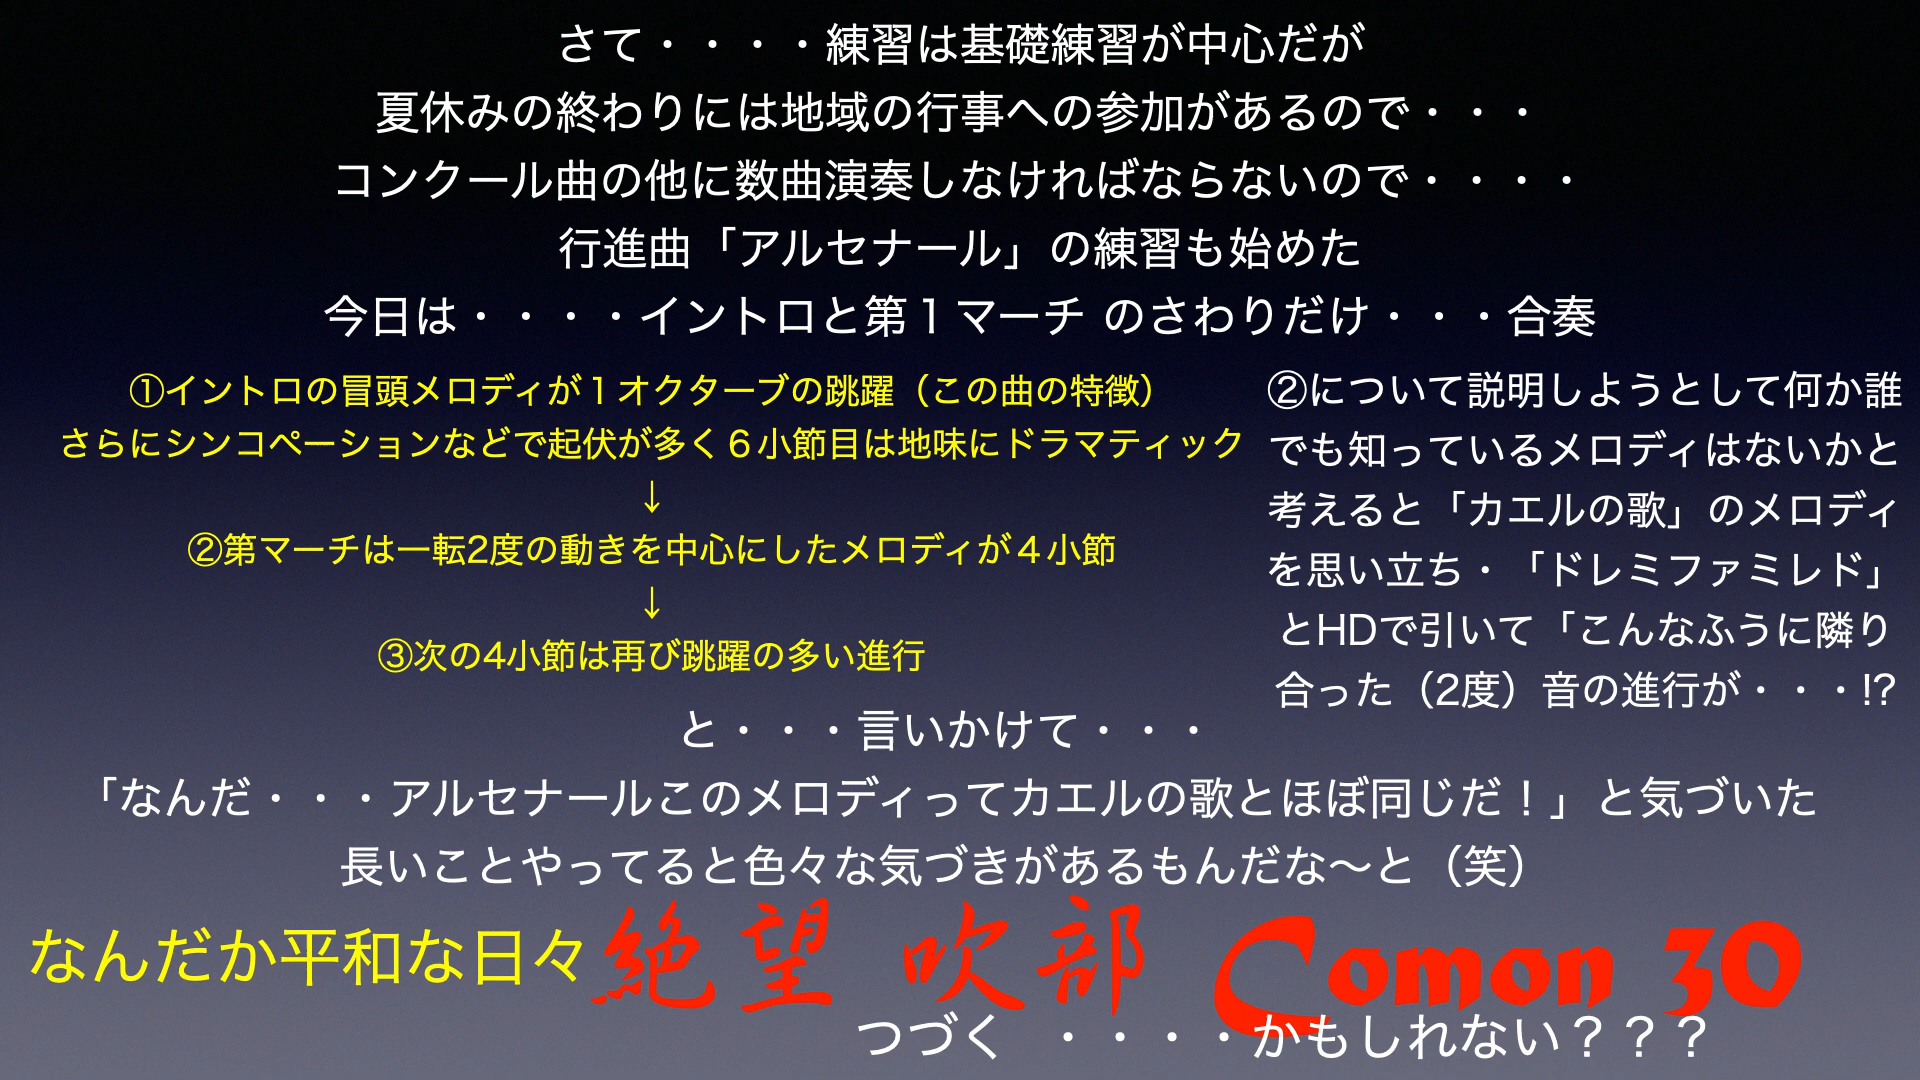 さて・・・・練習は基礎練習が中心だが
夏休みの終わりには地域の行事への参加があるので・・・
コンクール曲の他に数曲演奏しなければならないので・・・・
行進曲「アルセナール」の練習も始めた
今日は・・・・イントロと第１マーチ のさわりだけ・・・合奏
①イントロの冒頭メロディが１オクターブの跳躍（この曲の特徴）
さらにシンコペーションなどで起伏が多く６小節目は地味にドラマティック
↓
②第マーチは一転2度の動きを中心にしたメロディが４小節
↓
③次の4小節は再び跳躍の多い進行
②について説明しようとして何か誰
でも知っているメロディはないかと
考えると「カエルの歌」のメロディ
を思い立ち・「ドレミファミレド」
とHDで引いて「こんなふうに隣り
合った（2度）音の進行が・・・!?
と・・・言いかけて・・・
「なんだ・・・アルセナールこのメロディってカエルの歌とほぼ同じだ！」と気づいた
長いことやってると色々な気づきがあるもんだな〜と（笑）
なんだか平和な日々絶望 吹部 Comon 30
つづく ・・・・かもしれない？？？